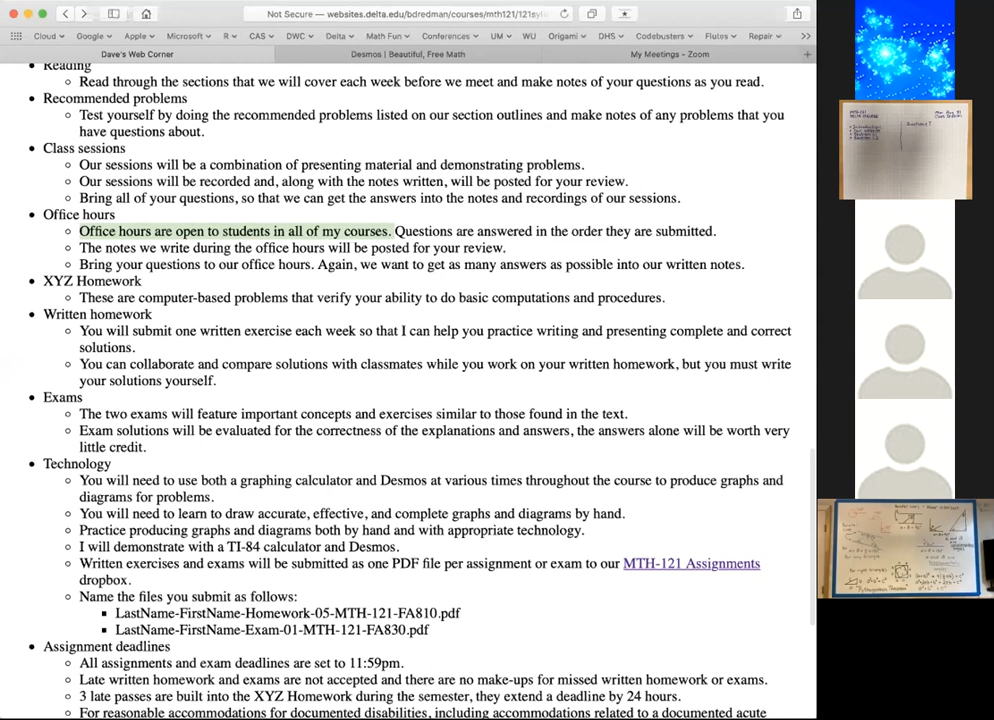 Not Secure — websites.delta.edu/bdredman/courses/mth121/121syl
Cloud Google Apple Microsoft R CAS DWC Delta Math Fun Conferences UM WU Origami DHS Codebusters Flutes Repair >>
Dave's Web Corner Desmos | Beautiful, Free Math My Meetings - Zoom +
• Reading
◦ Read through the sections that we will cover each week before we meet and make notes of your questions as you read.
• Recommended problems
◦ Test yourself by doing the recommended problems listed on our section outlines and make notes of any problems that you
have questions about.
• Class sessions
◦ Our sessions will be a combination of presenting material and demonstrating problems.
◦ Our sessions will be recorded and, along with the notes written, will be posted for your review.
◦ Bring all of your questions, so that we can get the answers into the notes and recordings of our sessions.
• Office hours
◦ Office hours are open to students in all of my courses. Questions are answered in the order they are submitted.
◦ The notes we write during the office hours will be posted for your review.
◦ Bring your questions to our office hours. Again, we want to get as many answers as possible into our written notes.
• XYZ Homework
◦ These are computer-based problems that verify your ability to do basic computations and procedures.
• Written homework
◦ You will submit one written exercise each week so that I can help you practice writing and presenting complete and correct
solutions.
◦ You can collaborate and compare solutions with classmates while you work on your written homework, but you must write
your solutions yourself.
• Exams
◦ The two exams will feature important concepts and exercises similar to those found in the text.
◦ Exam solutions will be evaluated for the correctness of the explanations and answers, the answers alone will be worth very
little credit.
• Technology
◦ You will need to use both a graphing calculator and Desmos at various times throughout the course to produce graphs and
diagrams for problems.
◦ You will need to learn to draw accurate, effective, and complete graphs and diagrams by hand.
◦ Practice producing graphs and diagrams both by hand and with appropriate technology.
◦ I will demonstrate with a TI-84 calculator and Desmos.
◦ Written exercises and exams will be submitted as one PDF file per assignment or exam to our MTH-121 Assignments
dropbox.
◦ Name the files you submit as follows:
▪ LastName-FirstName-Homework-05-MTH-121-FA810.pdf
▪ LastName-FirstName-Exam-01-MTH-121-FA830.pdf
• Assignment deadlines
◦ All assignments and exam deadlines are set to 11:59pm.
◦ Late written homework and exams are not accepted and there are no make-ups for missed written homework or exams.
◦ 3 late passes are built into the XYZ Homework during the semester, they extend a deadline by 24 hours.
◦ For reasonable accommodations for documented disabilities, including accommodations related to a documented acute